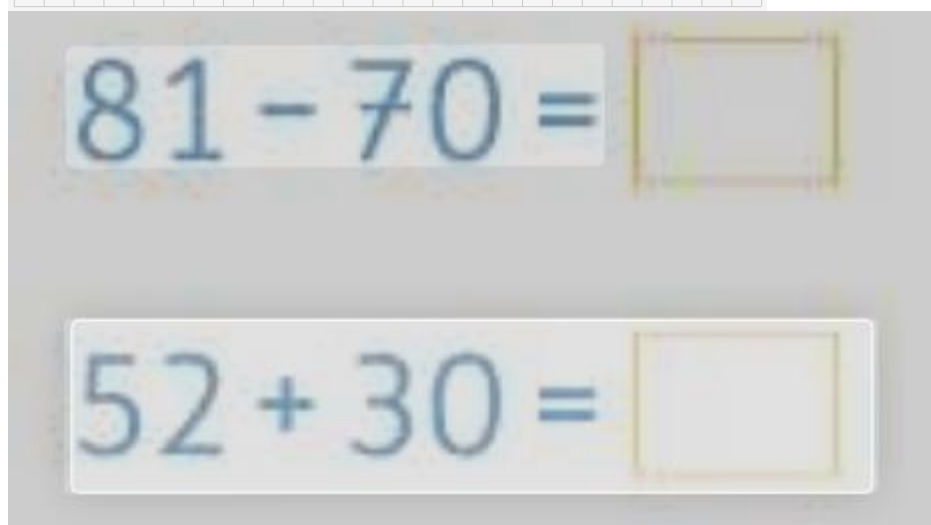 81 - 70 =
52 + 30 =